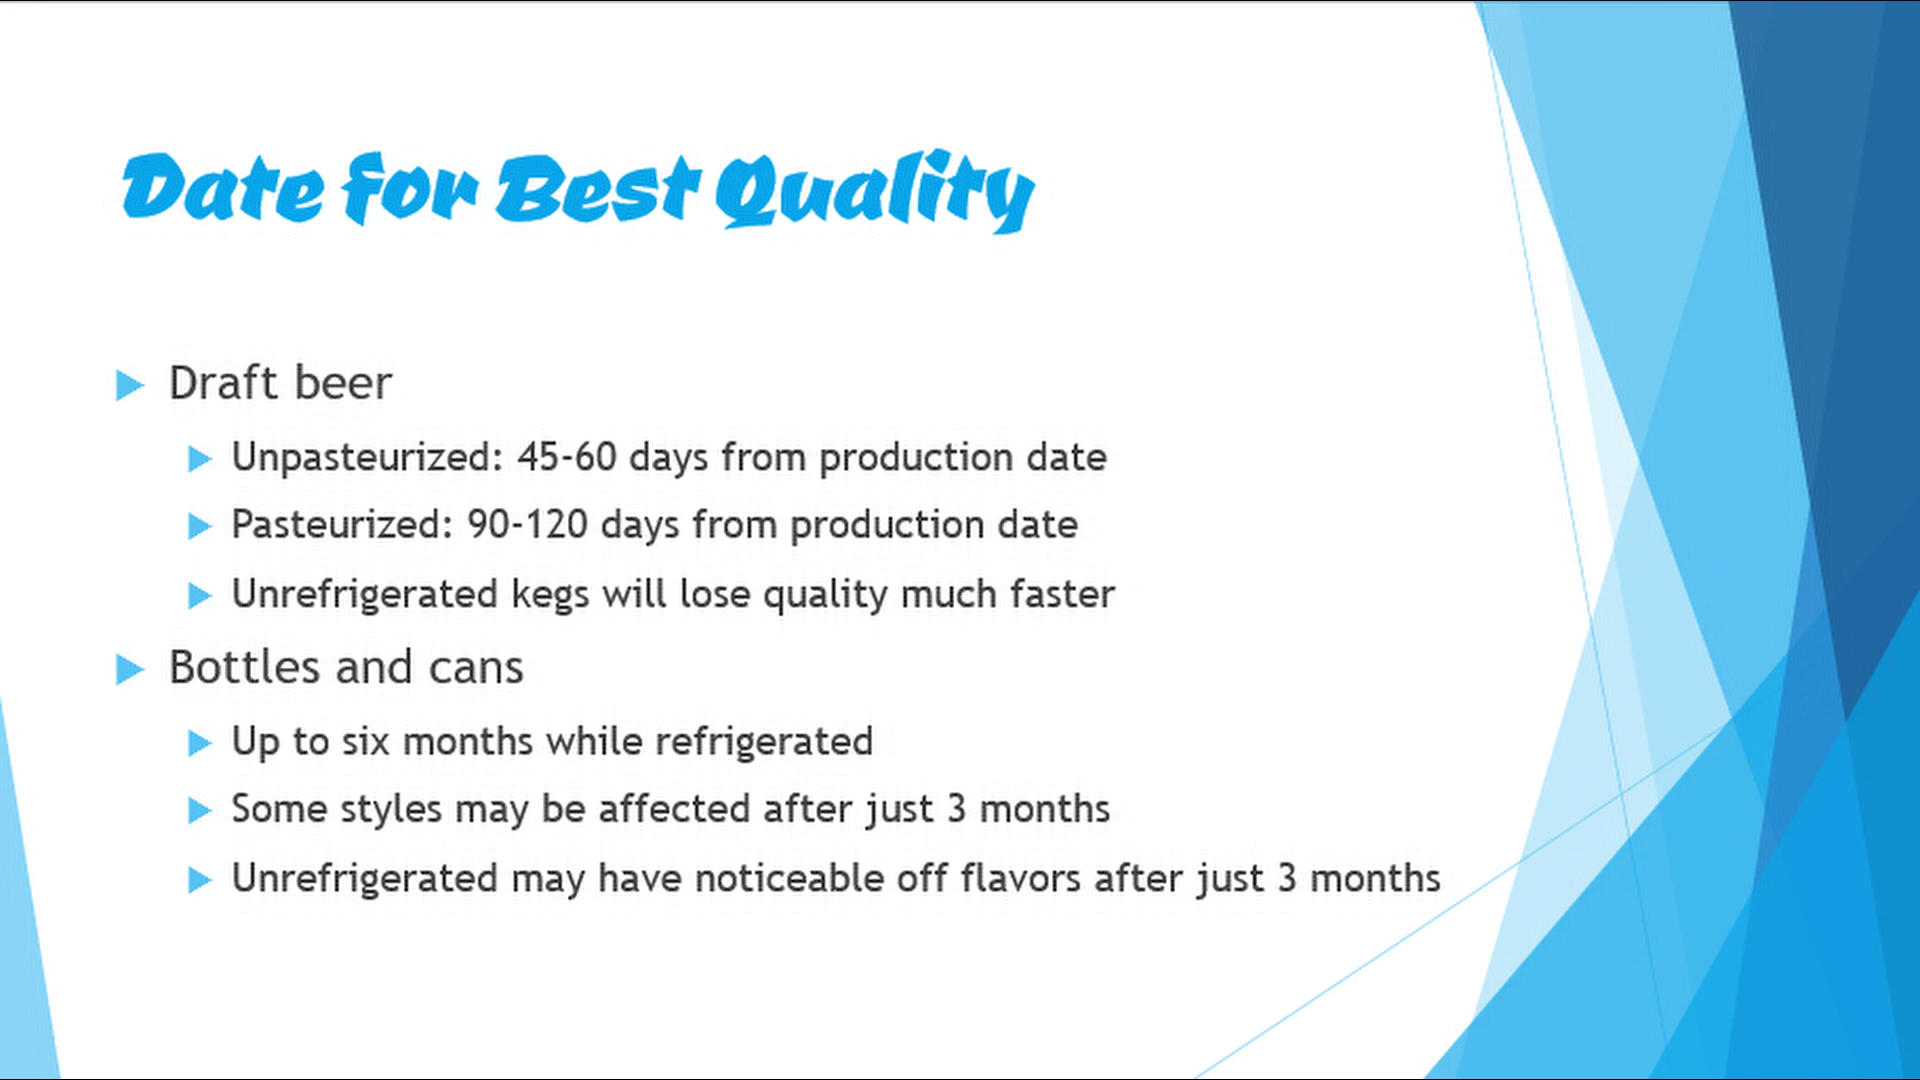 Date for Best Quality
Draft beer
Unpasteurized: 45-60 days from production date
Pasteurized: 90-120 days from production date
Unrefrigerated kegs will lose quality much faster
Bottles and cans
Up to six months while refrigerated
Some styles may be affected after just 3 months
Unrefrigerated may have noticeable off flavors after just 3 months